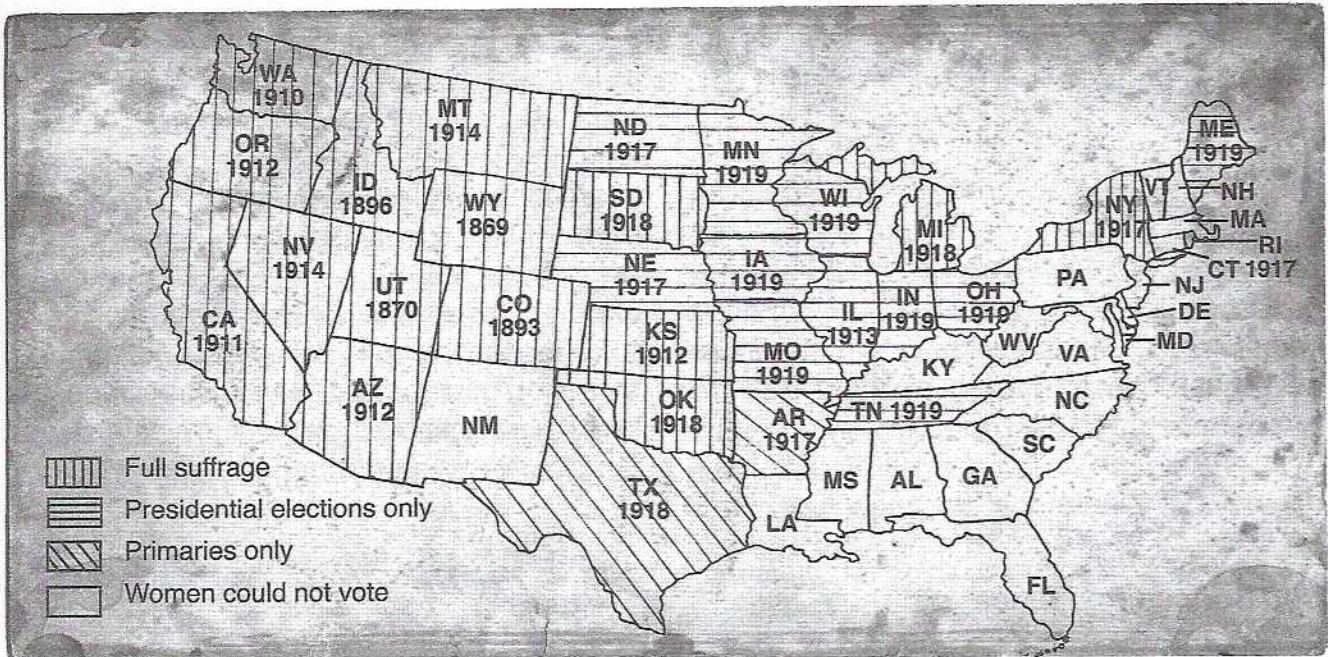 WA
1910
MT
1914
ND
1917
MN
1919
ME
1919
OR
1912
ID
1896
WY
1869
SD
1918
WI
1919
MI
1918
NY
1917
VT
NH
MA
RI
CT 1917
NV
1914
NE
1917
IA
1919
PA
NJ
UT
1870
CO
1893
IL
1913
IN
1919
OH
1919
DE
MD
CA
1911
KS
1912
MO
1919
WV
VA
KY
AZ
1912
NM
OK
1918
AR
1917
TN 1919
NC
SC
TX
1918
MS
AL
GA
LA
FL
Full suffrage
Presidential elections only
Primaries only
Women could not vote